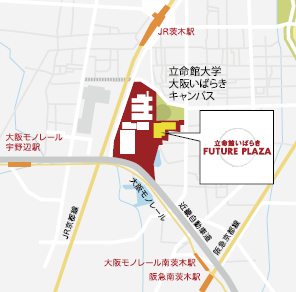 JR茨木駅
立命館大学
大阪いばらき
キャンパス
立命館いばらき
FUTURE PLAZA
大阪モノレール
宇野辺駅
大阪モノレール
JR京都線
近畿自動車道
阪急京都線
大阪モノレール南茨木駅
阪急南茨木駅